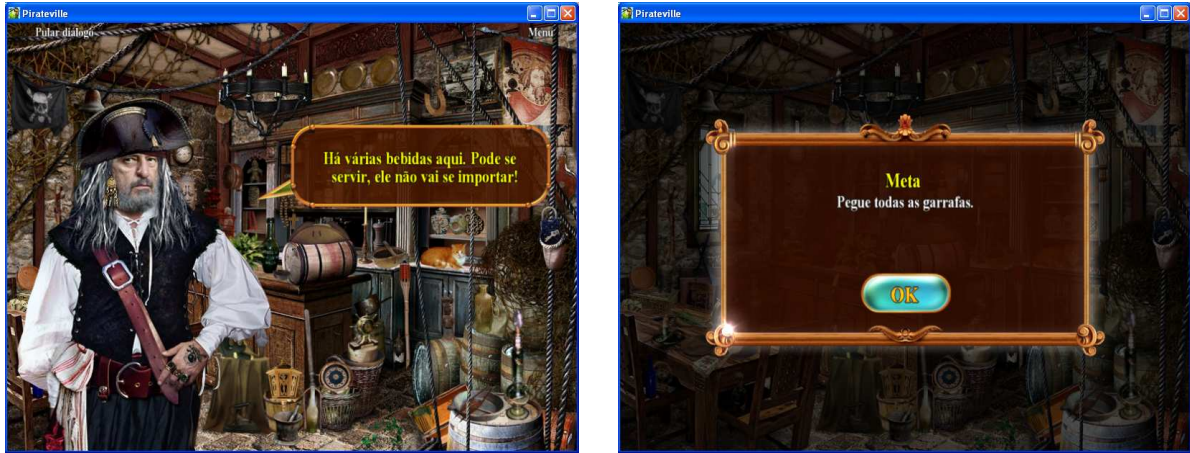 Pirateville
Pular dialogo
Menu
Há várias bebidas aqui. Pode se
servir, ele não vai se importar!
Pirateville
Meta
Pegue todas as garrafas.
OK